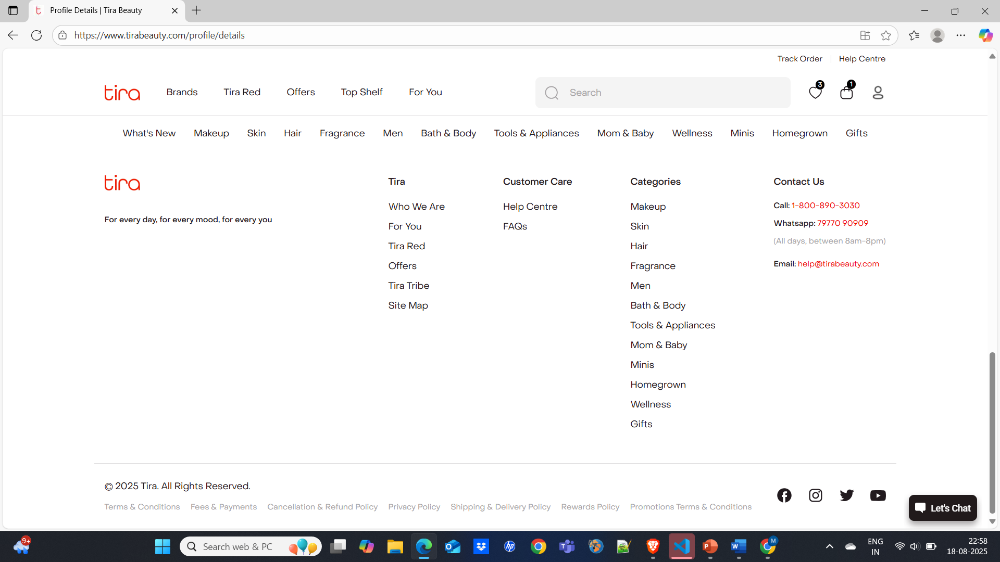 Profile Details | Tira Beauty
https://www.tirabeauty.com/profile/details
Track Order | Help Centre
tira Brands Tira Red Offers Top Shelf For You Search 3 1
What's New Makeup Skin Hair Fragrance Men Bath & Body Tools & Appliances Mom & Baby Wellness Minis Homegrown Gifts
tira
For every day, for every mood, for every you
Tira
Who We Are
For You
Tira Red
Offers
Tira Tribe
Site Map
Customer Care
Help Centre
FAQs
Categories
Makeup
Skin
Hair
Fragrance
Men
Bath & Body
Tools & Appliances
Mom & Baby
Minis
Homegrown
Wellness
Gifts
Contact Us
Call: 1-800-890-3030
Whatsapp: 79770 90909
(All days, between 8am-8pm)
Email: help@tirabeauty.com
© 2025 Tira. All Rights Reserved.
Terms & Conditions Fees & Payments Cancellation & Refund Policy Privacy Policy Shipping & Delivery Policy Rewards Policy Promotions Terms & Conditions
Let's Chat
9+
Search web & PC
ENG
IN
22:58
18-08-2025